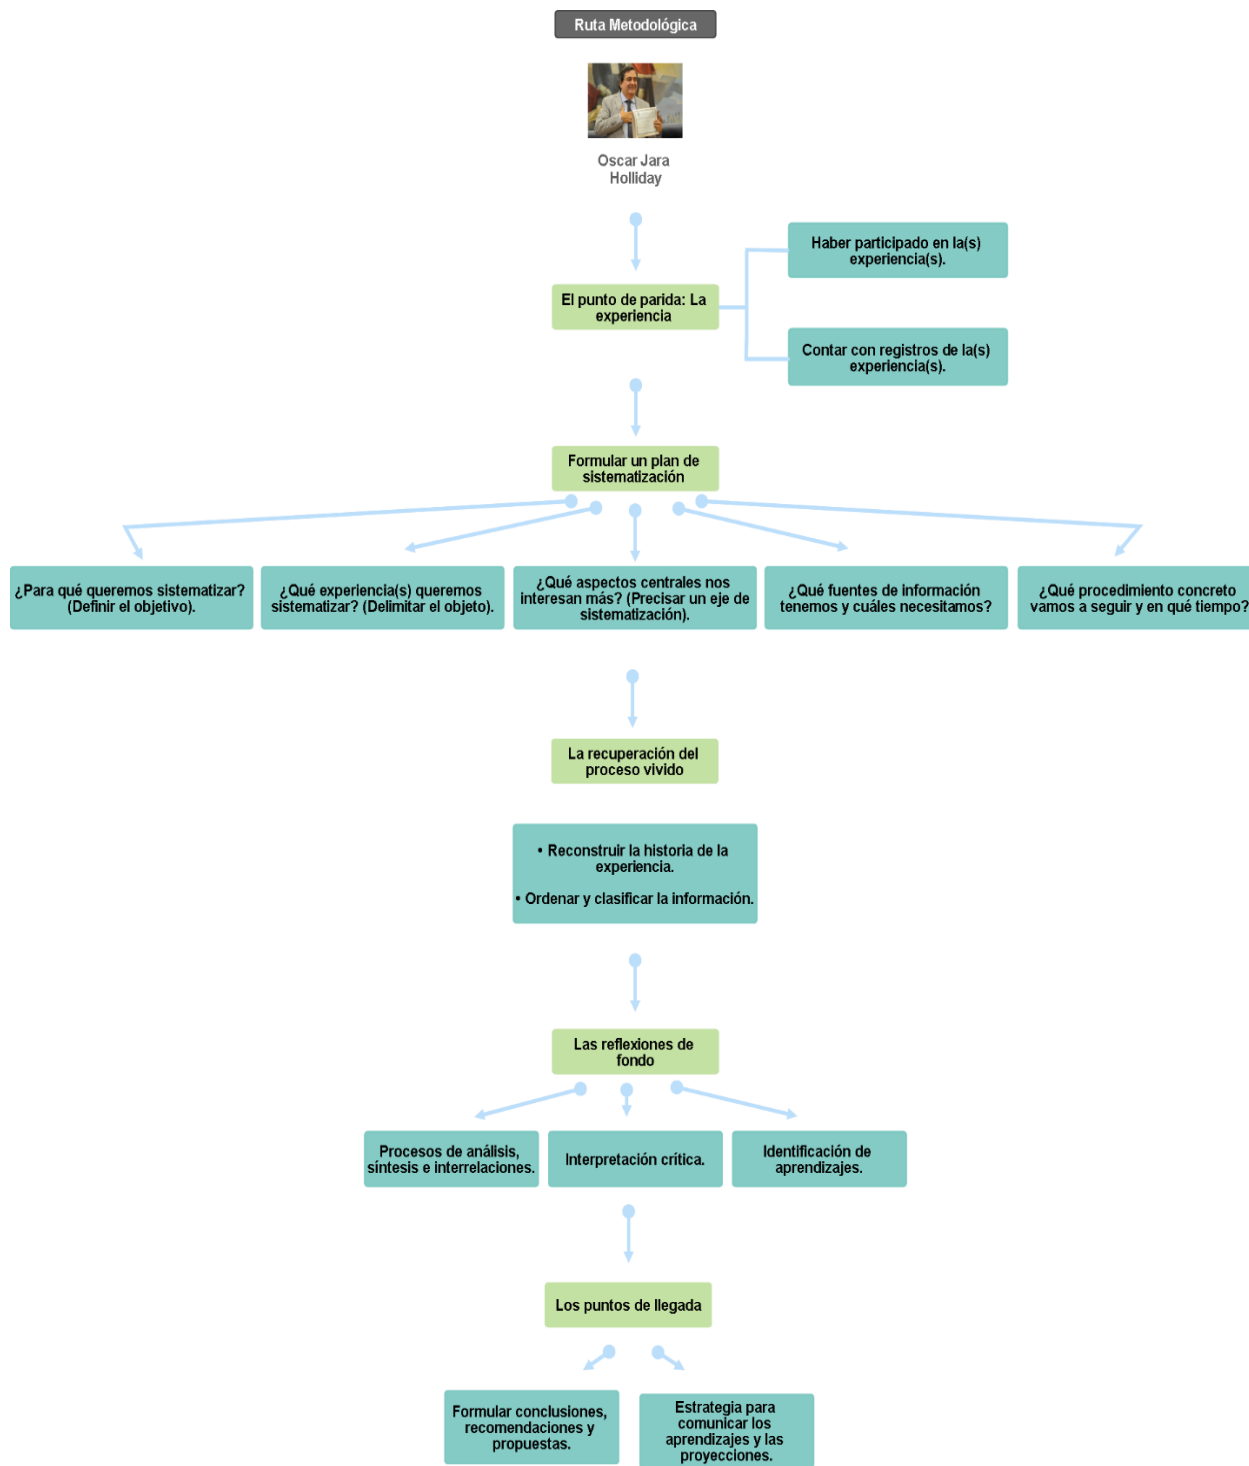 Ruta Metodológica
Oscar Jara
Holliday
Haber participado en la(s)
experiencia(s).
El punto de parida: La
experiencia
Contar con registros de la(s)
experiencia(s).
Formular un plan de
sistematización
¿Para qué queremos sistematizar?
(Definir el objetivo).
¿Qué experiencia(s) queremos
sistematizar? (Delimitar el objeto).
¿Qué aspectos centrales nos
interesan más? (Precisar un eje de
sistematización).
¿Qué fuentes de información
tenemos y cuáles necesitamos?
¿Qué procedimiento concreto
vamos a seguir y en qué tiempo?
La recuperación del
proceso vivido
• Reconstruir la historia de la
experiencia.
• Ordenar y clasificar la información.
Las reflexiones de
fondo
Procesos de análisis,
síntesis e interrelaciones.
Interpretación crítica.
Identificación de
aprendizajes.
Los puntos de llegada
Formular conclusiones,
recomendaciones y
propuestas.
Estrategia para
comunicar los
aprendizajes y las
proyecciones.